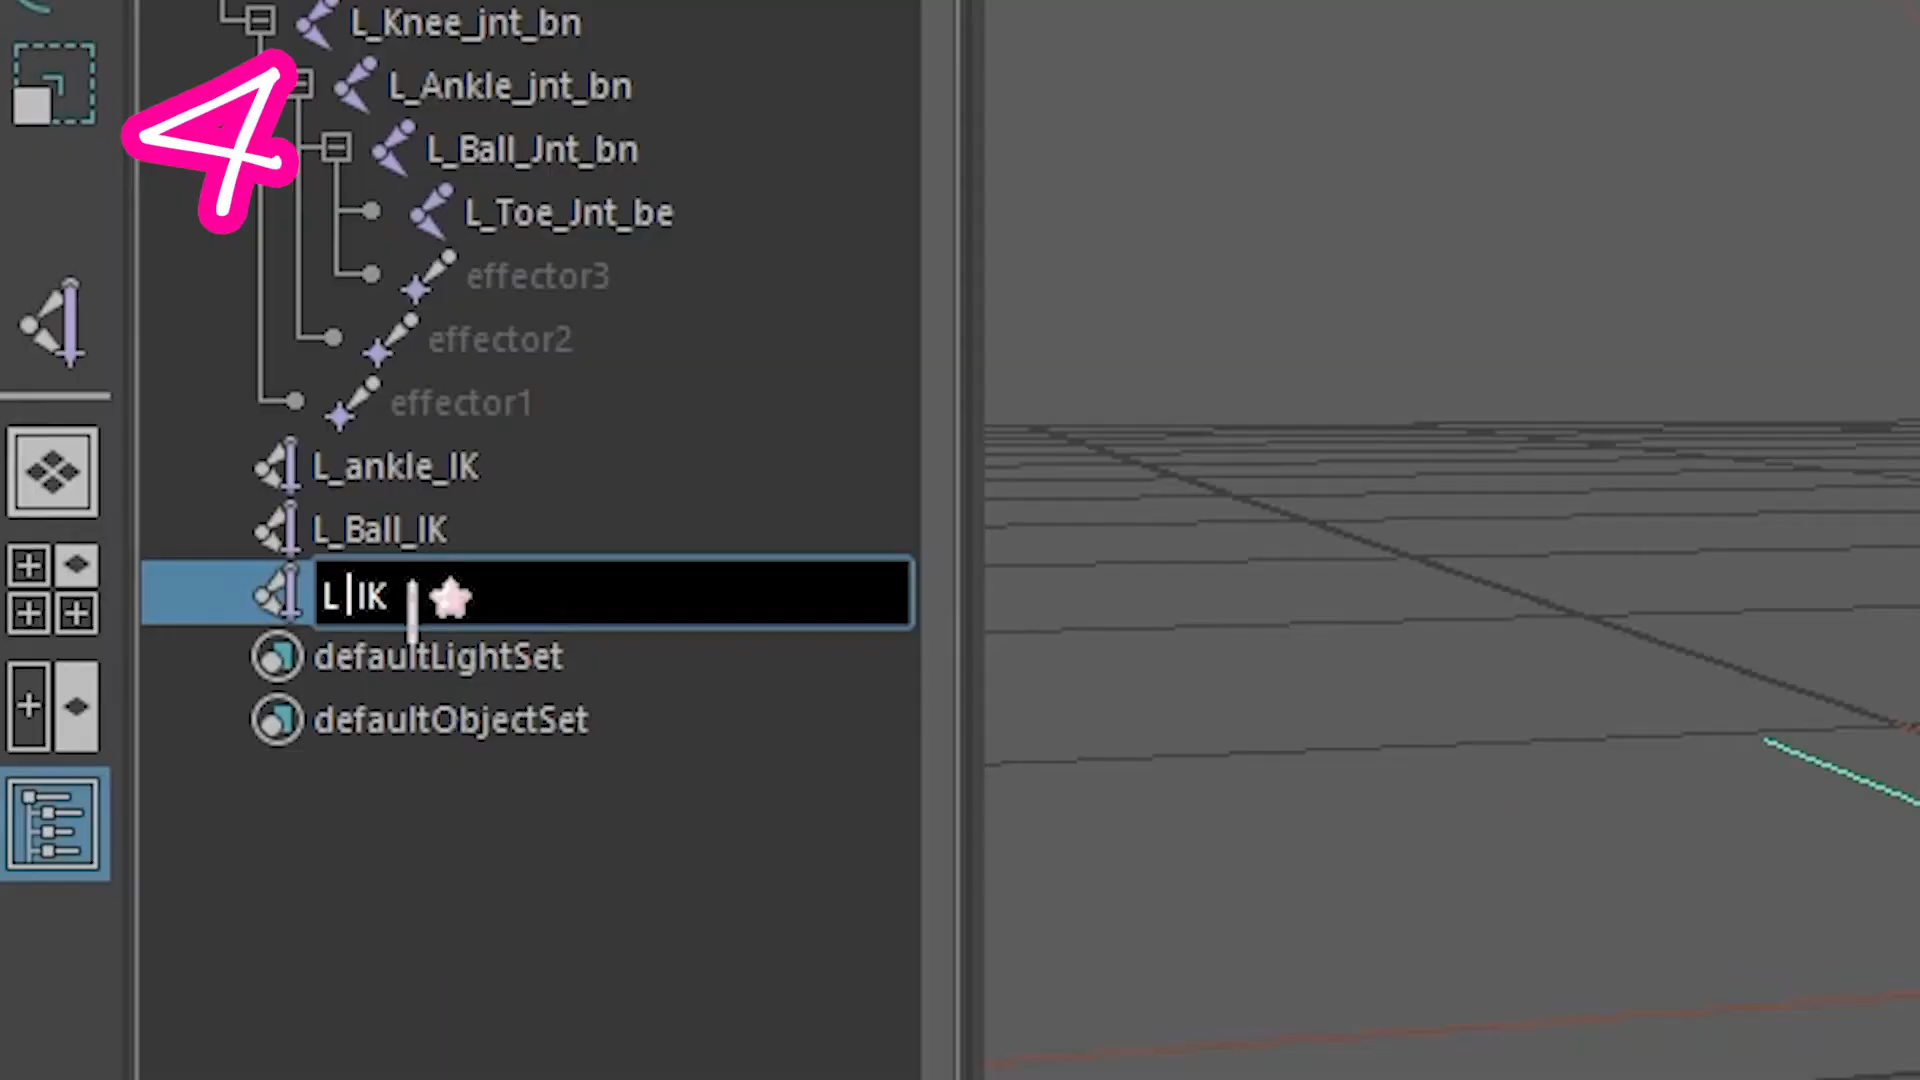 L_Knee_jnt_bn
4
L_Ankle_jnt_bn
L_Ball_Jnt_bn
L_Toe_Jnt_be
effector3
effector2
effector1
L_ankle_IK
L_Ball_IK
L IK
defaultLightSet
defaultObjectSet